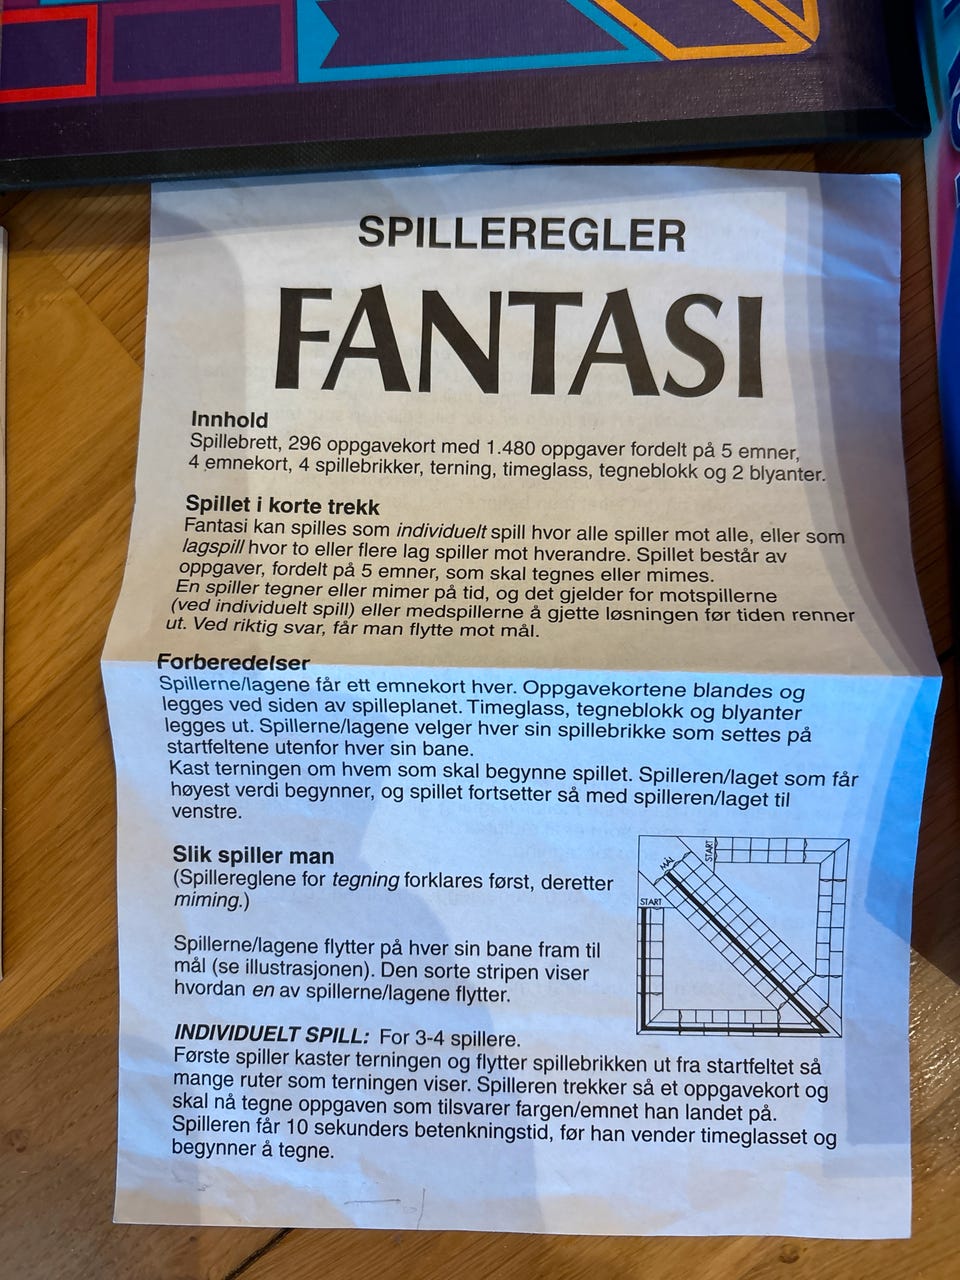 SPILLEREGLER
FANTASI
Innhold
Spillebrett, 296 oppgavekort med 1.480 oppgaver fordelt på 5 emner,
4 emnekort, 4 spillebrikker, terning, timeglass, tegneblokk og 2 blyanter.
Spillet i korte trekk
Fantasi kan spilles som individuelt spill hvor alle spiller mot alle, eller som
lagspill hvor to eller flere lag spiller mot hverandre. Spillet består av
oppgaver, fordelt på 5 emner, som skal tegnes eller mimes.
En spiller tegner eller mimer på tid, og det gjelder for motspillerne
(ved individuelt spill) eller medspillerne å gjette løsningen før tiden renner
ut. Ved riktig svar, får man flytte mot mål.
Forberedelser
Spillerne/lagene får ett emnekort hver. Oppgavekortene blandes og
legges ved siden av spilleplanet. Timeglass, tegneblokk og blyanter
legges ut. Spillerne/lagene velger hver sin spillebrikke som settes på
startfeltene utenfor hver sin bane.
Kast terningen om hvem som skal begynne spillet. Spilleren/laget som får
høyest verdi begynner, og spillet fortsetter så med spilleren/laget til
venstre.
Slik spiller man
(Spillereglene for tegning forklares først, deretter
miming.)
Spillerne/lagene flytter på hver sin bane fram til
mål (se illustrasjonen). Den sorte stripen viser
hvordan en av spillerne/lagene flytter.
MÅL
START
START
INDIVIDUELT SPILL: For 3-4 spillere.
Første spiller kaster terningen og flytter spillebrikken ut fra startfeltet så
mange ruter som terningen viser. Spilleren trekker så et oppgavekort og
skal nå tegne oppgaven som tilsvarer fargen/emnet han landet på.
Spilleren får 10 sekunders betenkningstid, før han vender timeglasset og
begynner å tegne.